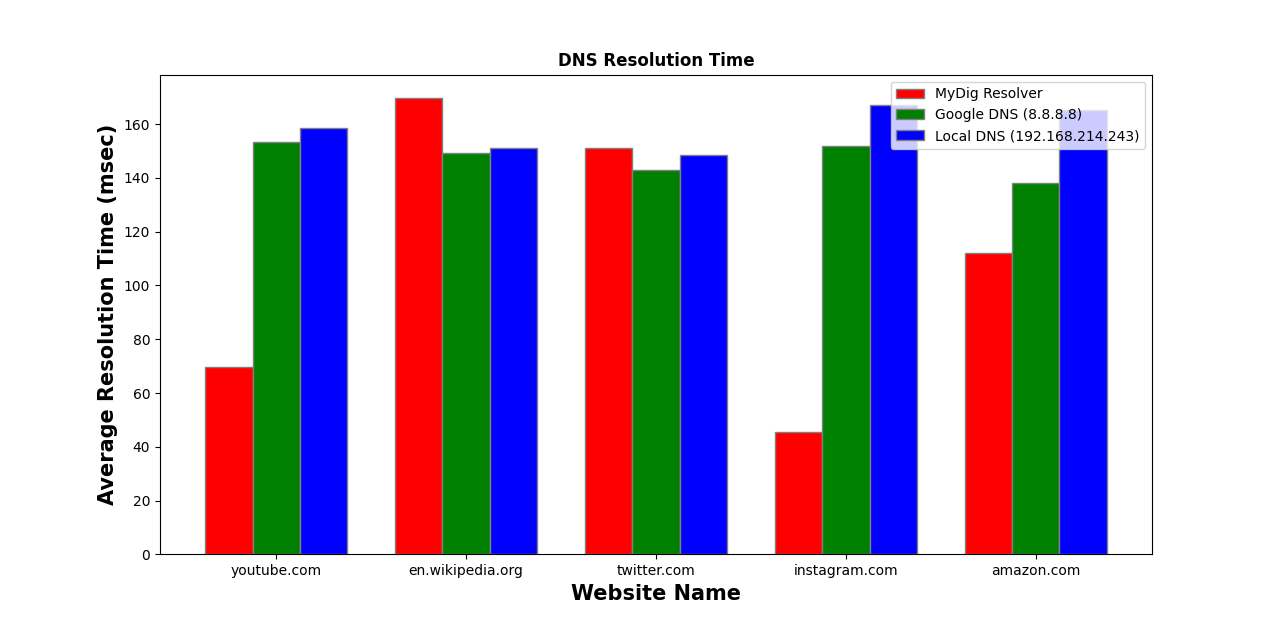 DNS Resolution Time
MyDig Resolver
Google DNS (8.8.8.8)
Local DNS (192.168.214.243)
Average Resolution Time (msec)
160
140
120
100
80
60
40
20
0
youtube.com en.wikipedia.org twitter.com instagram.com amazon.com
Website Name